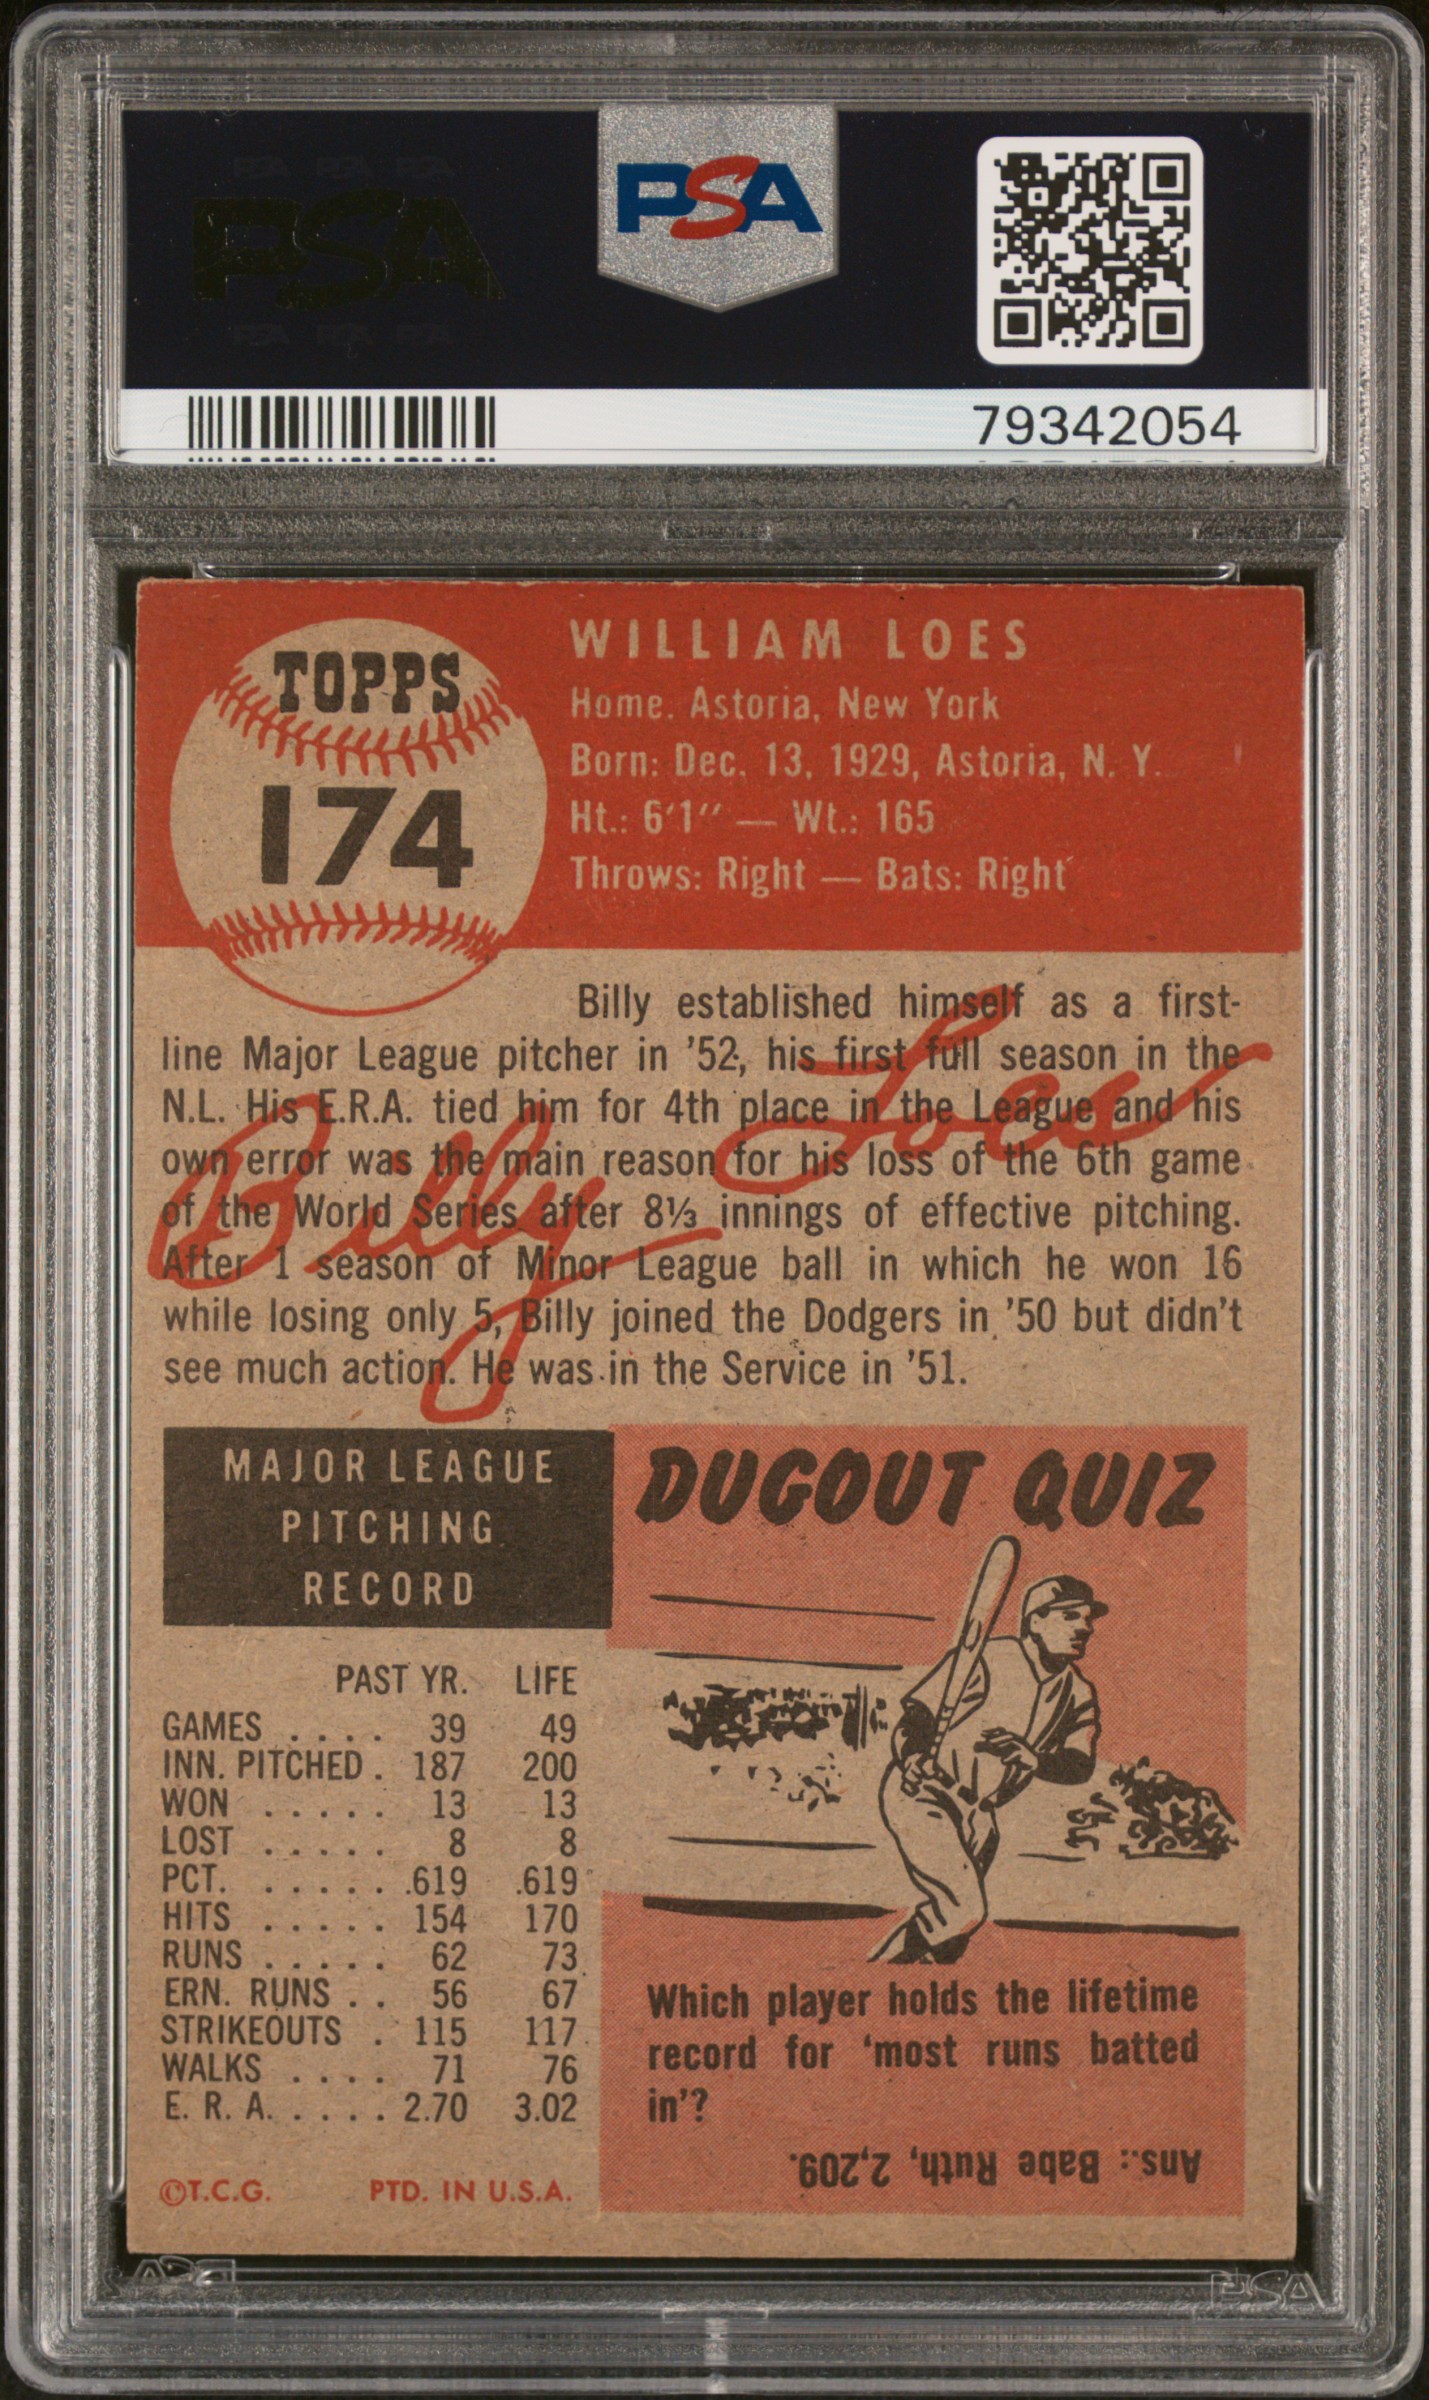 PSA PSA PSA
PSA
PSA PSA PSA
PSA
79342054
TOPPS
174
WILLIAM LOES
Home. Astoria, New York
Born: Dec. 13, 1929, Astoria, N. Y.
Ht.: 6'1" — Wt.: 165
Throws: Right — Bats: Right
Billy established himself as a first-
line Major League pitcher in '52, his first full season in the
N.L. His E.R.A. tied him for 4th place in the League and his
own error was the main reason for his loss of the 6th game
of the World Series after 8⅓ innings of effective pitching.
After 1 season of Minor League ball in which he won 16
while losing only 5, Billy joined the Dodgers in '50 but didn't
see much action. He was in the Service in '51.
Billy Loes
MAJOR LEAGUE
PITCHING
RECORD
PAST YR. LIFE
GAMES . . . . 39 49
INN. PITCHED . 187 200
WON . . . . . 13 13
LOST . . . . . 8 8
PCT. . . . . . .619 .619
HITS . . . . . 154 170
RUNS . . . . . 62 73
ERN. RUNS . . 56 67
STRIKEOUTS . 115 117
WALKS . . . . 71 76
E. R. A. . . . . 2.70 3.02
©T.C.G. PTD. IN U.S.A.
DUGOUT QUIZ
Which player holds the lifetime
record for 'most runs batted
in'?
Ans.: Babe Ruth, 2,209.
PSA